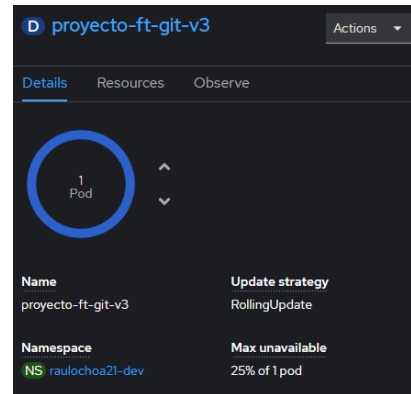 D proyecto-ft-git-v3
Actions
Details Resources Observe
1
Pod
Name
proyecto-ft-git-v3
Update strategy
RollingUpdate
Namespace
NS raulochoa21-dev
Max unavailable
25% of 1 pod